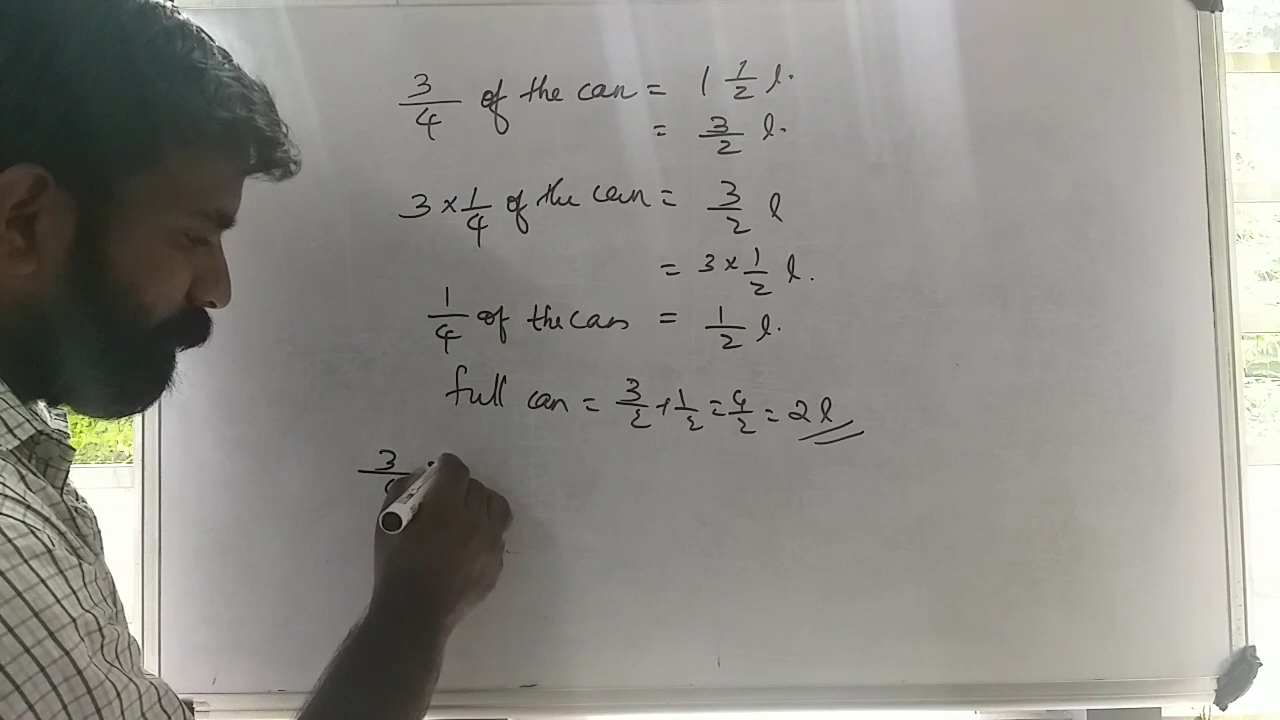 3/4 of the can = 1 1/2 l.
= 3/2 l.
3 × 1/4 of the can = 3/2 l
= 3 × 1/2 l.
1/4 of the can = 1/2 l.
full can = 3/2 + 1/2 = 4/2 = 2 l
3